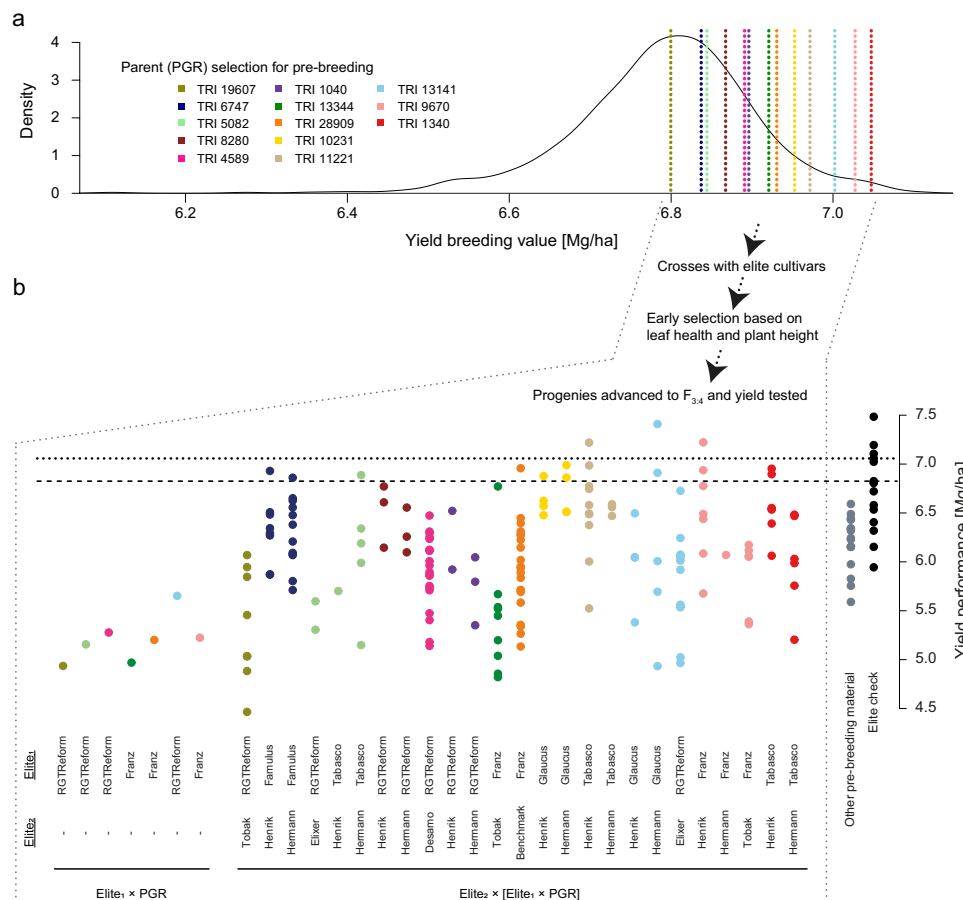 a
Density
4
3
2
1
0
Parent (PGR) selection for pre-breeding
TRI 19607
TRI 6747
TRI 5082
TRI 8280
TRI 4589
TRI 1040
TRI 13344
TRI 28909
TRI 10231
TRI 11221
TRI 13141
TRI 9670
TRI 1340
6.2
6.4
6.6
6.8
7.0
Yield breeding value [Mg/ha]
Crosses with elite cultivars
Early selection based on
leaf health and plant height
Progenies advanced to F3:4 and yield tested
b
7.5
7.0
6.5
6.0
5.5
5.0
4.5
Yield performance [Mg/ha]
Elite1
RGTReform
RGTReform
RGTReform
Franz
Franz
RGTReform
Franz
RGTReform
Famulus
Famulus
RGTReform
Tabasco
RGTReform
RGTReform
RGTReform
RGTReform
RGTReform
Franz
Franz
Glaucus
Glaucus
Tabasco
Tabasco
Glaucus
Glaucus
RGTReform
Franz
Franz
Franz
Tabasco
Tabasco
Other pre-breeding material
Elite check
Elite2
-
-
-
-
-
-
-
Tobak
Henrik
Hermann
Elixer
Henrik
Henrik
Hermann
Desamo
Henrik
Hermann
Tobak
Benchmark
Henrik
Hermann
Henrik
Hermann
Henrik
Hermann
Elixer
Henrik
Hermann
Tobak
Henrik
Hermann
Elite1 × PGR
Elite2 × [Elite1 × PGR]